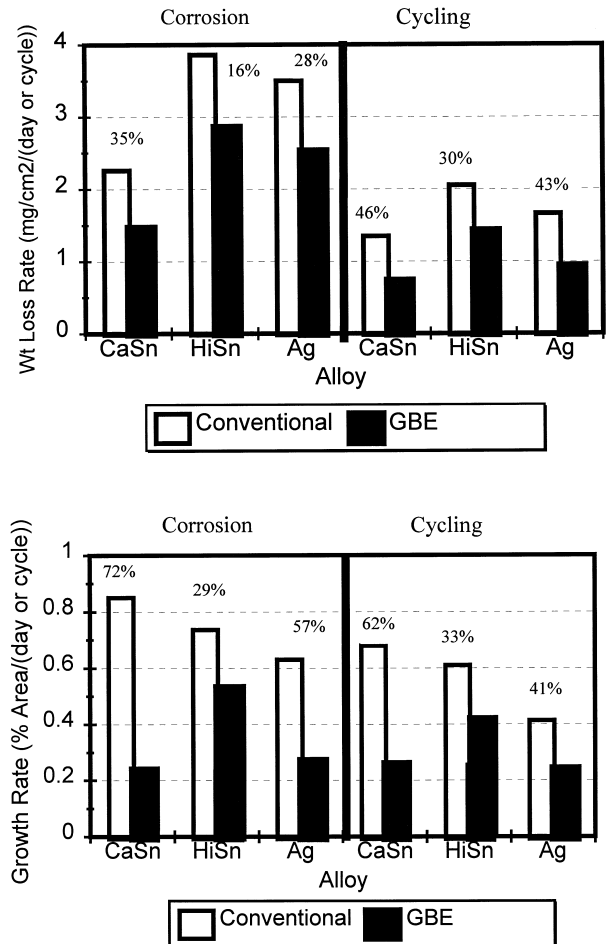 Corrosion Cycling
Wt Loss Rate (mg/cm2/(day or cycle))
4
3
2
1
0
35% 16% 28% 46% 30% 43%
CaSn HiSn Ag CaSn HiSn Ag
Alloy
Conventional GBE
Corrosion Cycling
Growth Rate (% Area/(day or cycle))
1
0.8
0.6
0.4
0.2
0
72% 29% 57% 62% 33% 41%
CaSn HiSn Ag CaSn HiSn Ag
Alloy
Conventional GBE